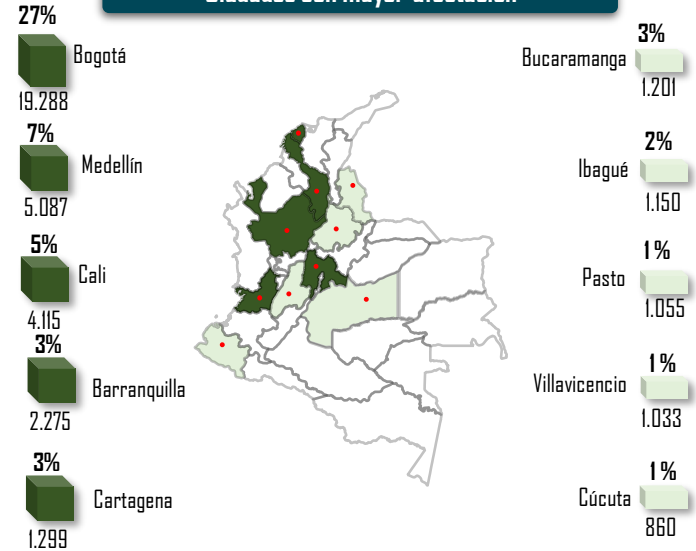 27%
Bogotá
19.288
7%
Medellín
5.087
5%
Cali
4.115
3%
Barranquilla
2.275
3%
Cartagena
1.299
3%
Bucaramanga
1.201
2%
Ibagué
1.150
1%
Pasto
1.055
1%
Villavicencio
1.033
1%
Cúcuta
860